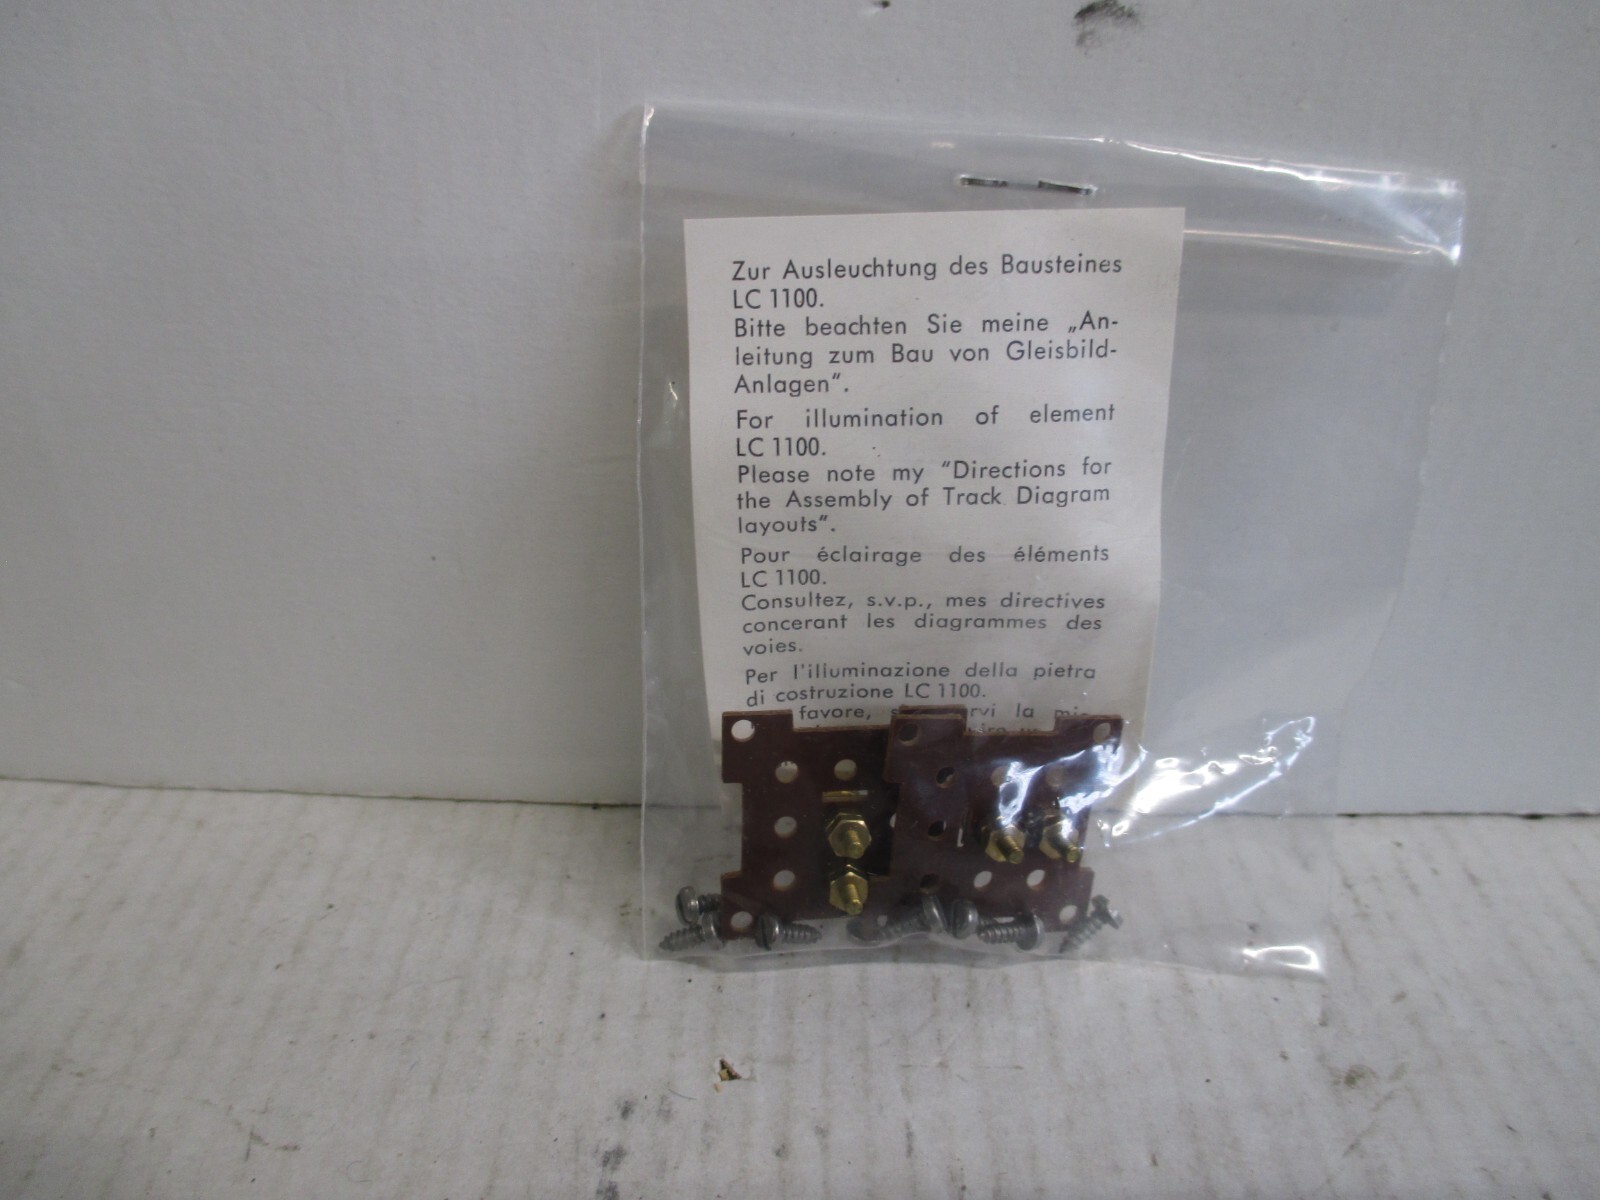 Zur Ausleuchtung des Bausteines
LC 1100.
Bitte beachten Sie meine „An-
leitung zum Bau von Gleisbild-
Anlagen“.
For illumination of element
LC 1100.
Please note my “Directions for
the Assembly of Track Diagram
layouts”.
Pour éclairage des éléments
LC 1100.
Consultez, s.v.p., mes directives
concerant les diagrammes des
voies.
Per l'illuminazione della pietra
di costruzione LC 1100.
favore, la